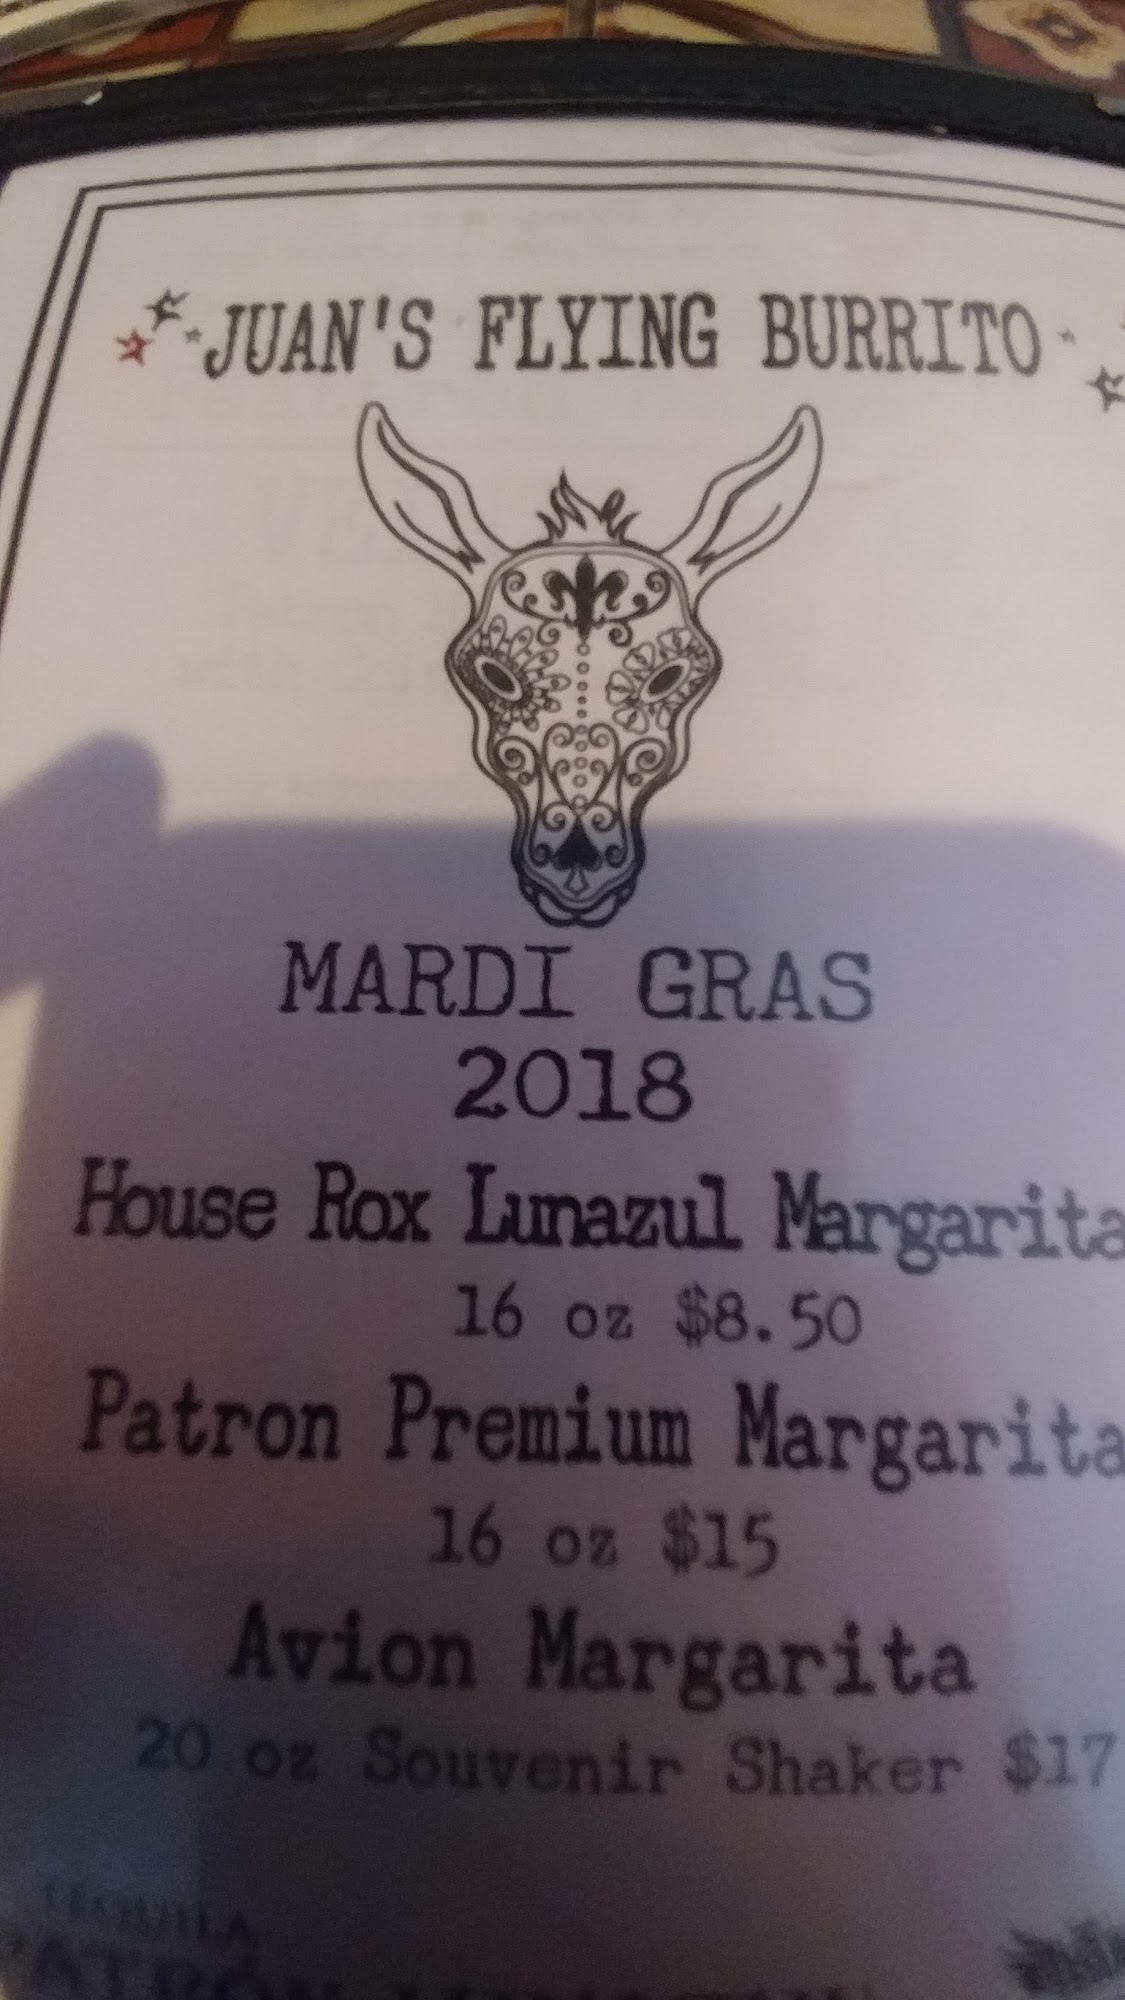 JUAN'S FLYING BURRITO
MARDI GRAS
2018
House Rox Lunazul Margarita
16 oz $8.50
Patron Premium Margarita
16 oz $15
Avion Margarita
20 oz Souvenir Shaker $17
TEQUILA